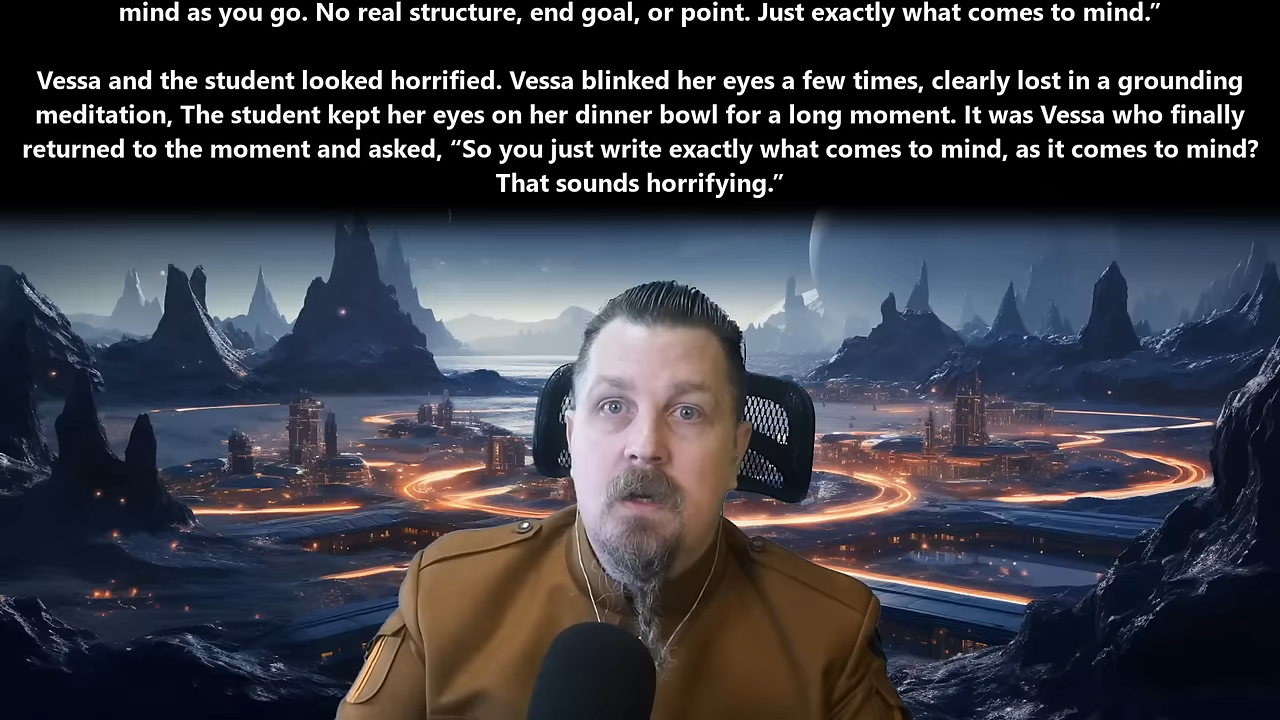 mind as you go. No real structure, end goal, or point. Just exactly what comes to mind.”
Vessa and the student looked horrified. Vessa blinked her eyes a few times, clearly lost in a grounding
meditation, The student kept her eyes on her dinner bowl for a long moment. It was Vessa who finally
returned to the moment and asked, “So you just write exactly what comes to mind, as it comes to mind?
That sounds horrifying.”